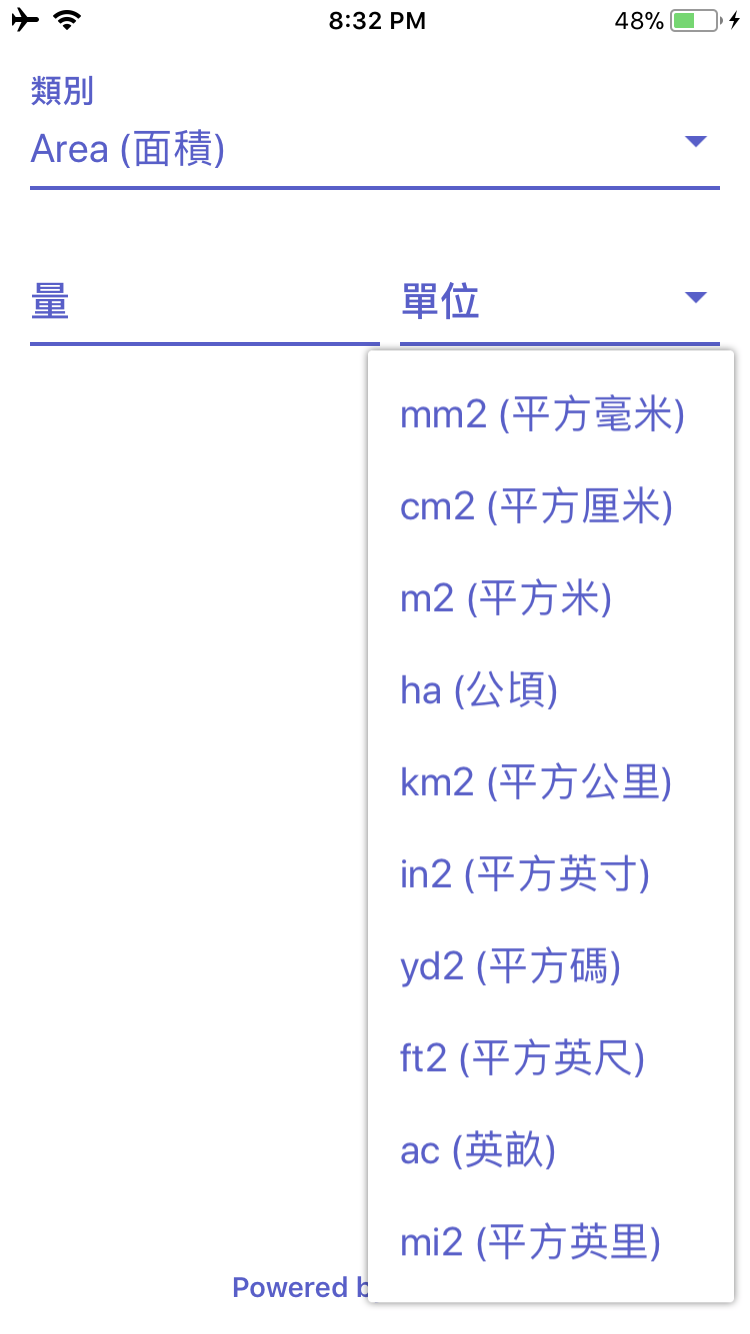 8:32 PM 48%
類別
Area (面積)
量 單位
mm2 (平方毫米)
cm2 (平方厘米)
m2 (平方米)
ha (公頃)
km2 (平方公里)
in2 (平方英寸)
yd2 (平方碼)
ft2 (平方英尺)
ac (英畝)
mi2 (平方英里)
Powered